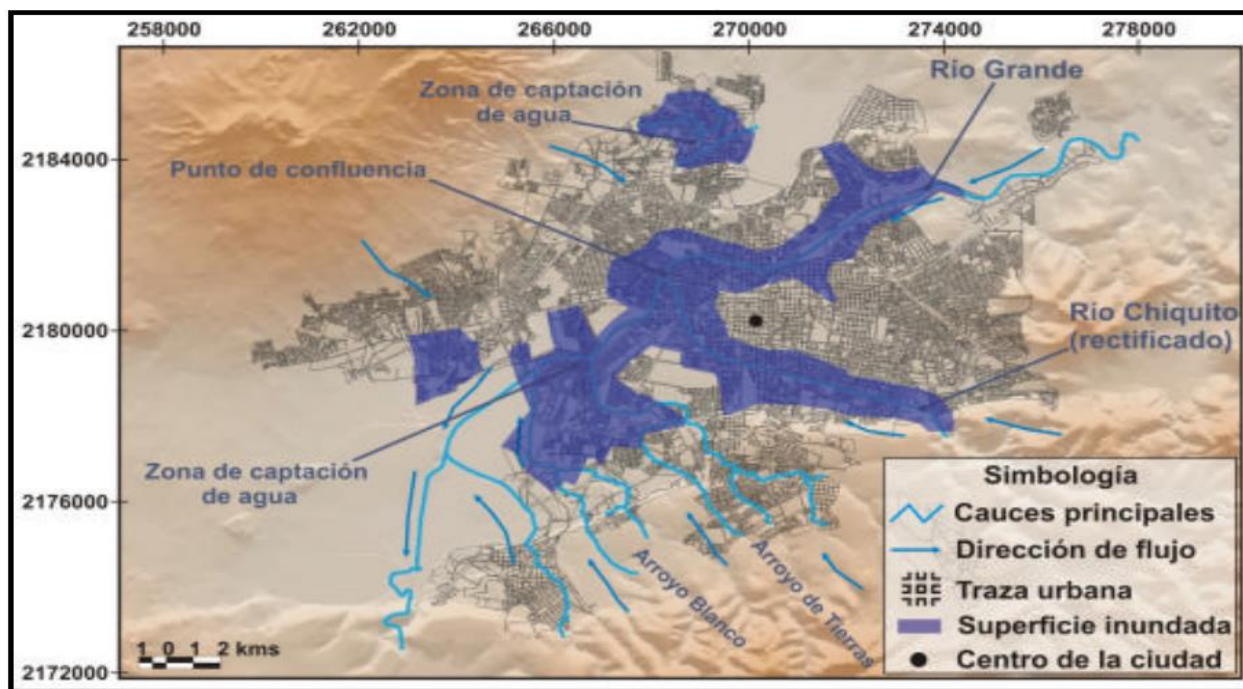 258000 262000 266000 270000 274000 278000
Río Grande
Zona de captación
de agua
2184000
Punto de confluencia
2180000
Río Chiquito
(rectificado)
Zona de captación
de agua
2176000
Arroyo Blanco
Arroyo de Tierras
2172000
1 0 1 2 kms
Simbología
Cauces principales
Dirección de flujo
Traza urbana
Superficie inundada
Centro de la ciudad